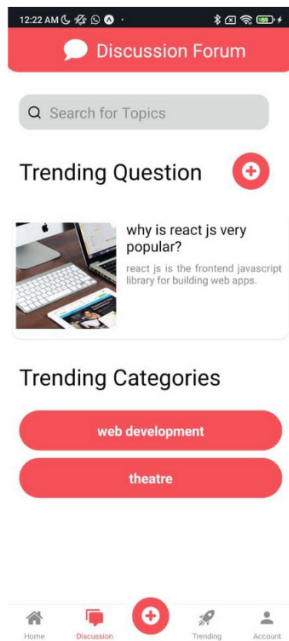 12:22 AM
Discussion Forum
Search for Topics
Trending Question
why is react js very
popular?
react js is the frontend javascript
library for building web apps.
Trending Categories
web development
theatre
Home
Discussion
Trending
Account